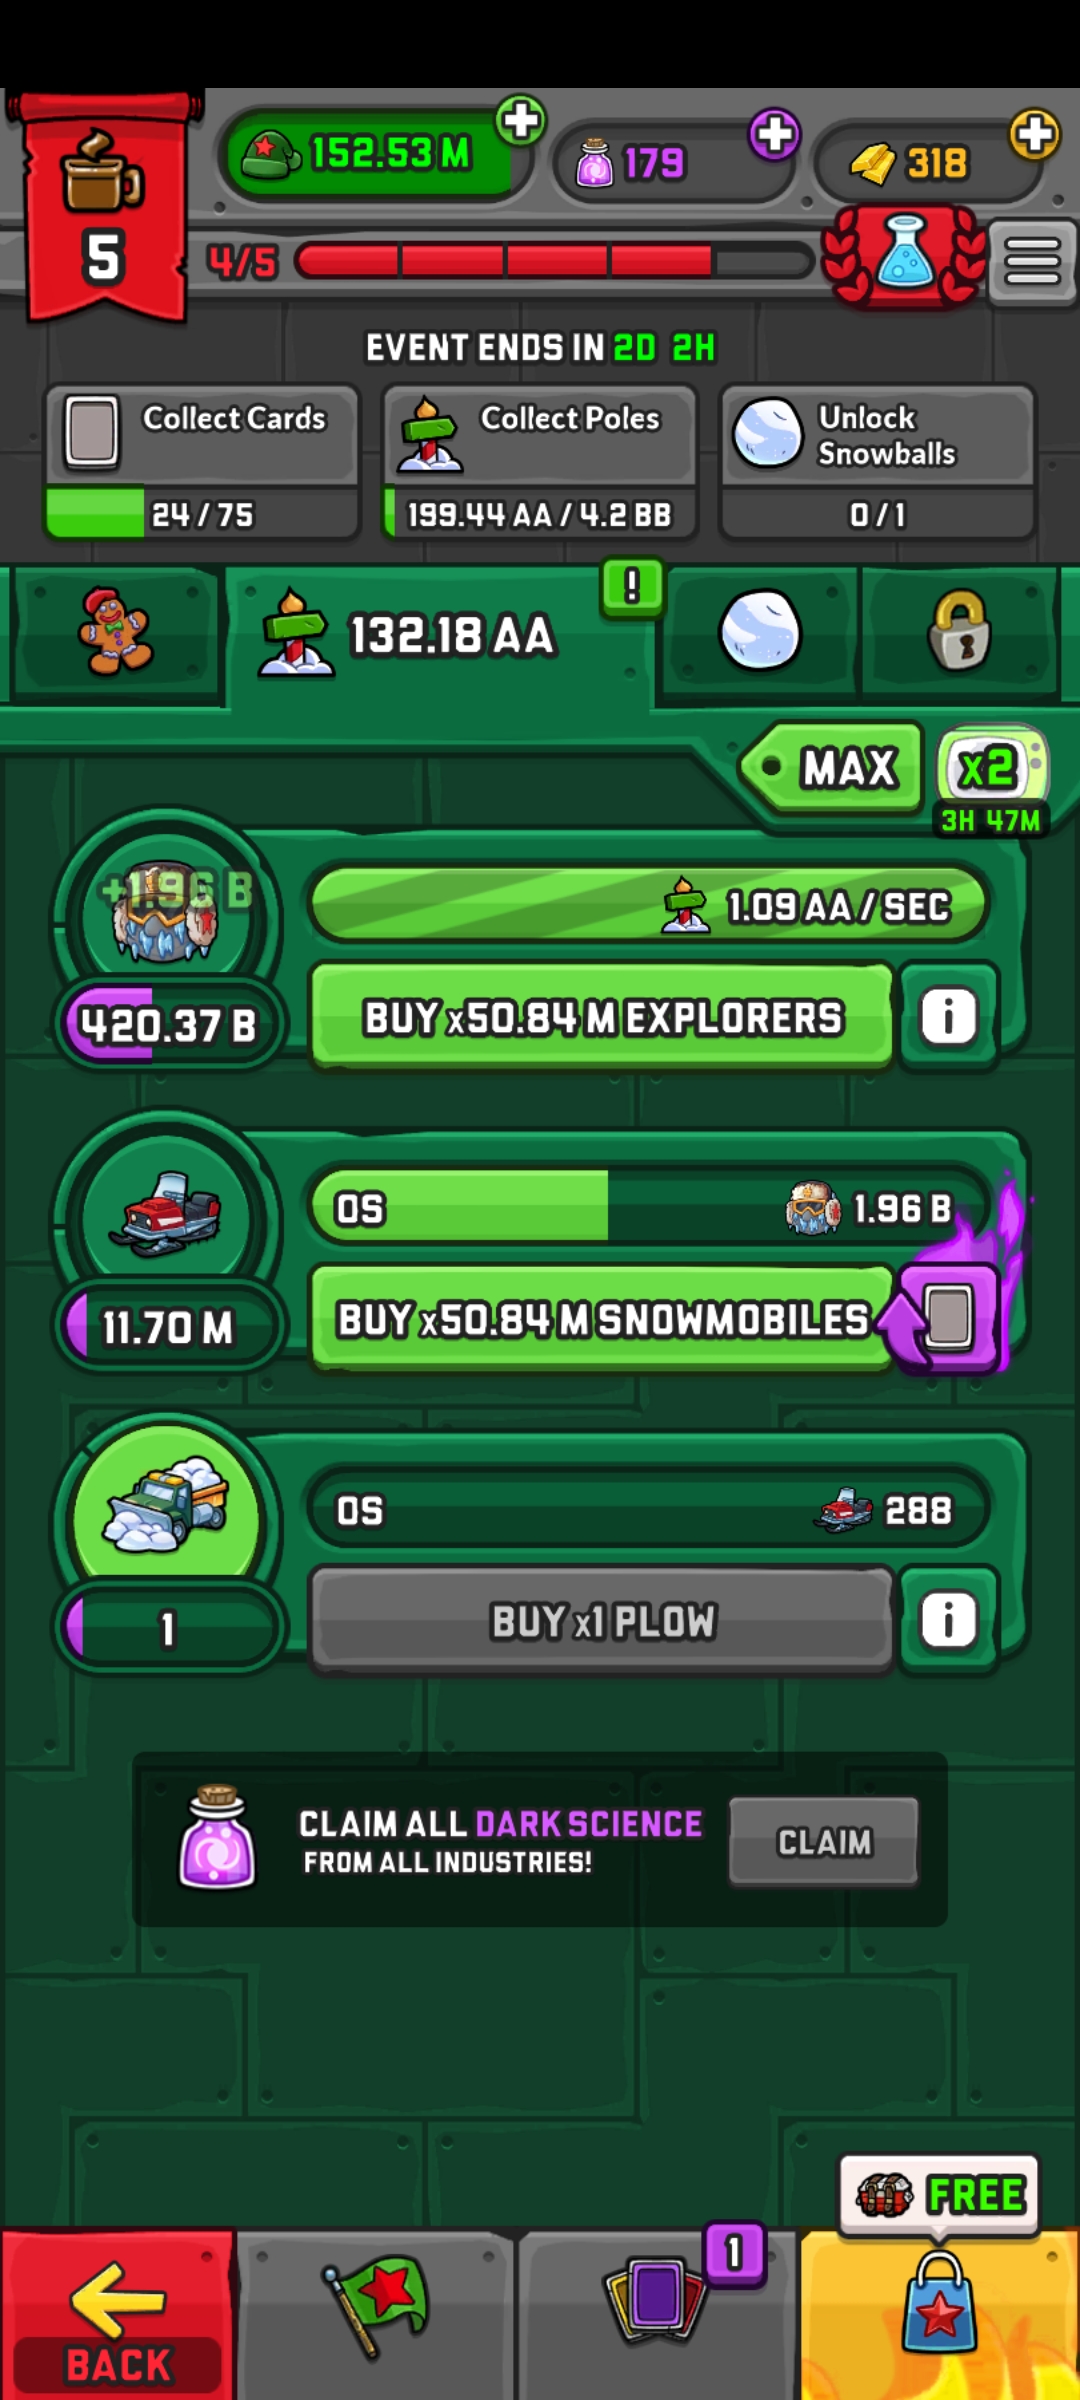 152.53 M
179
318
5
4/5
EVENT ENDS IN 2D 2H
Collect Cards
24 / 75
Collect Poles
199.44 AA / 4.2 BB
Unlock
Snowballs
0 / 1
132.18 AA
!
MAX
x2
3H 47M
+1.96 B
1.09 AA / SEC
420.37 B
BUY x50.84 M EXPLORERS
i
0S
1.96 B
11.70 M
BUY x50.84 M SNOWMOBILES
0S
288
1
BUY x1 PLOW
i
CLAIM ALL DARK SCIENCE
FROM ALL INDUSTRIES!
CLAIM
FREE
1
BACK